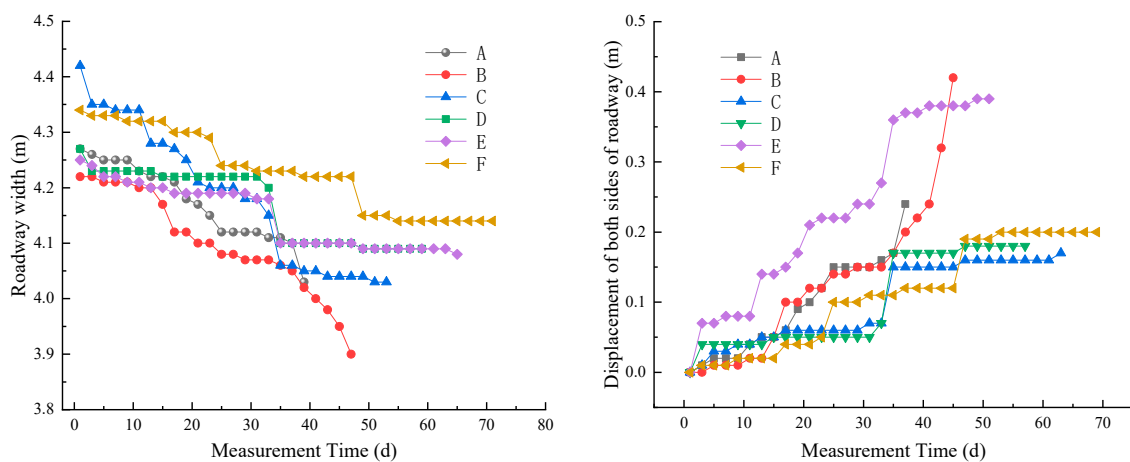 Roadway width (m)
4.5
4.4
4.3
4.2
4.1
4.0
3.9
3.8
0
10
20
30
40
50
60
70
80
Measurement Time (d)
A
B
C
D
E
F
Displacement of both sides of roadway (m)
0.5
0.4
0.3
0.2
0.1
0.0
0
10
20
30
40
50
60
70
Measurement Time (d)
A
B
C
D
E
F